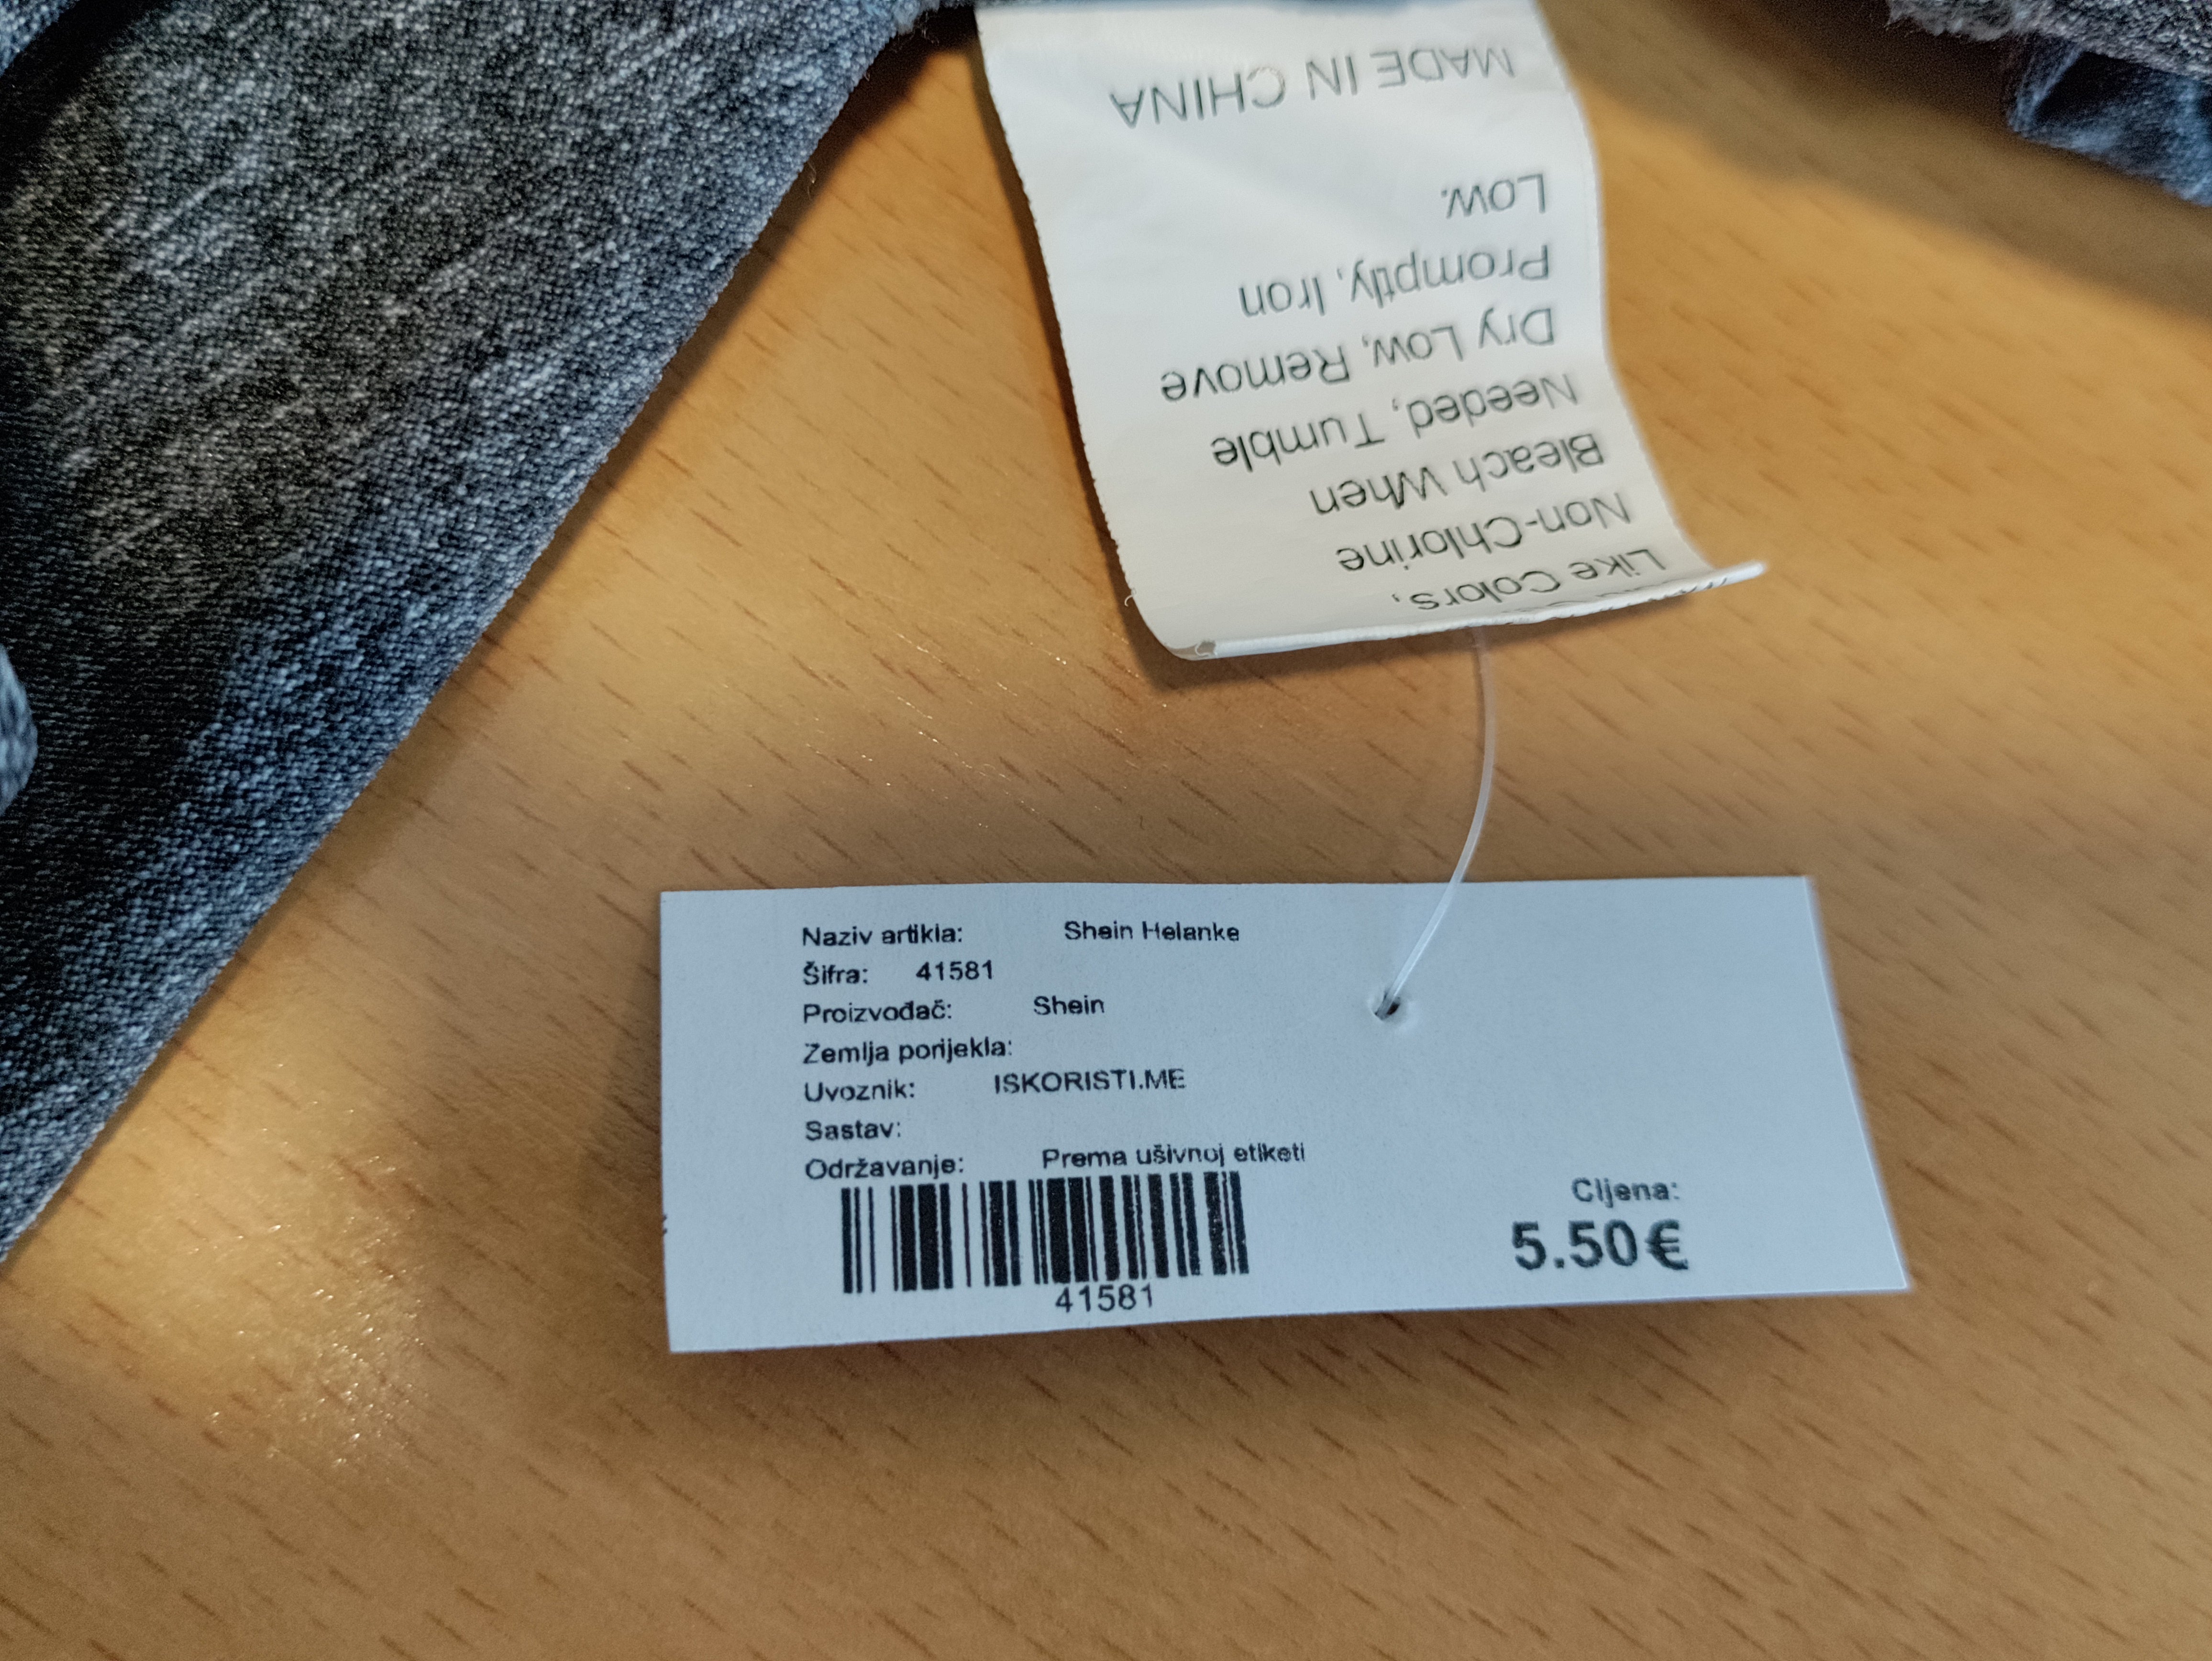 Like Colors,
Non-Chlorine
Bleach When
Needed, Tumble
Dry Low, Remove
Promptly, Iron
Low.
MADE IN CHINA
Naziv artikla: Shein Helanke
Šifra: 41581
Proizvođač: Shein
Zemlja porijekla:
Uvoznik: ISKORISTI.ME
Sastav:
Održavanje: Prema ušivnoj etiketi
41581
Cijena:
5.50€